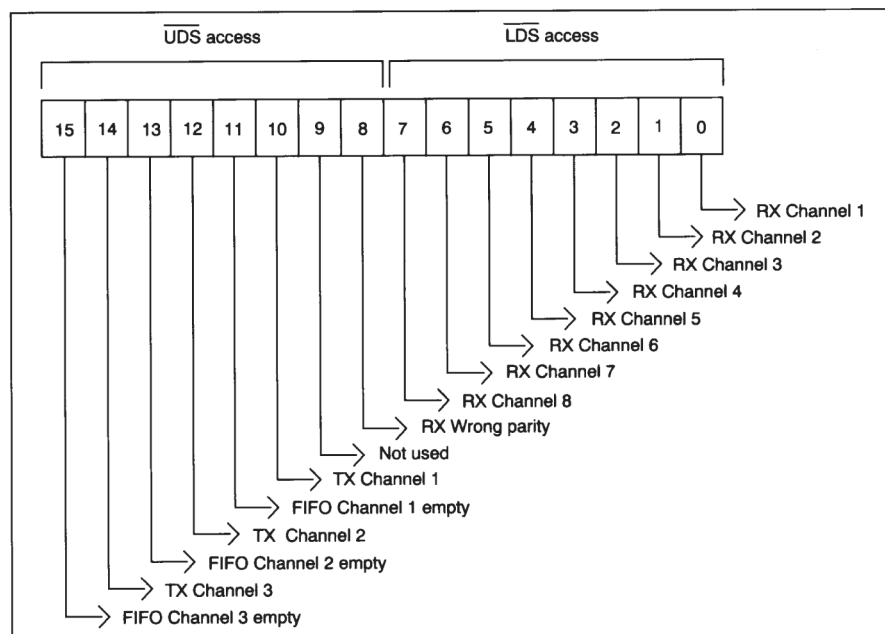 UDS access LDS access
15 14 13 12 11 10 9 8 7 6 5 4 3 2 1 0
RX Channel 1
RX Channel 2
RX Channel 3
RX Channel 4
RX Channel 5
RX Channel 6
RX Channel 7
RX Channel 8
RX Wrong parity
Not used
TX Channel 1
FIFO Channel 1 empty
TX Channel 2
FIFO Channel 2 empty
TX Channel 3
FIFO Channel 3 empty